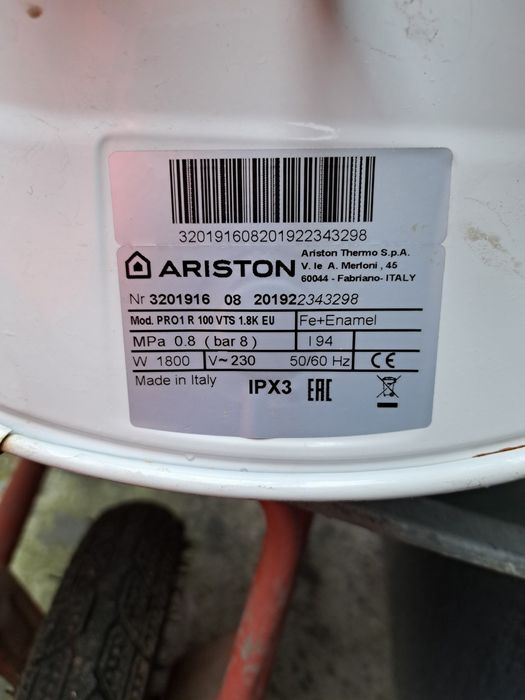 320191608201922343298
ARISTON
Ariston Thermo S.p.A.
V. le A. Merloni , 45
60044 - Fabriano- ITALY
Nr 3201916 08 201922343298
Mod. PRO1 R 100 VTS 1.8K EU Fe+Enamel
MPa 0.8 ( bar 8 ) I 94
W 1800 V~230 50/60 Hz CE
Made in Italy IPX3 EAC